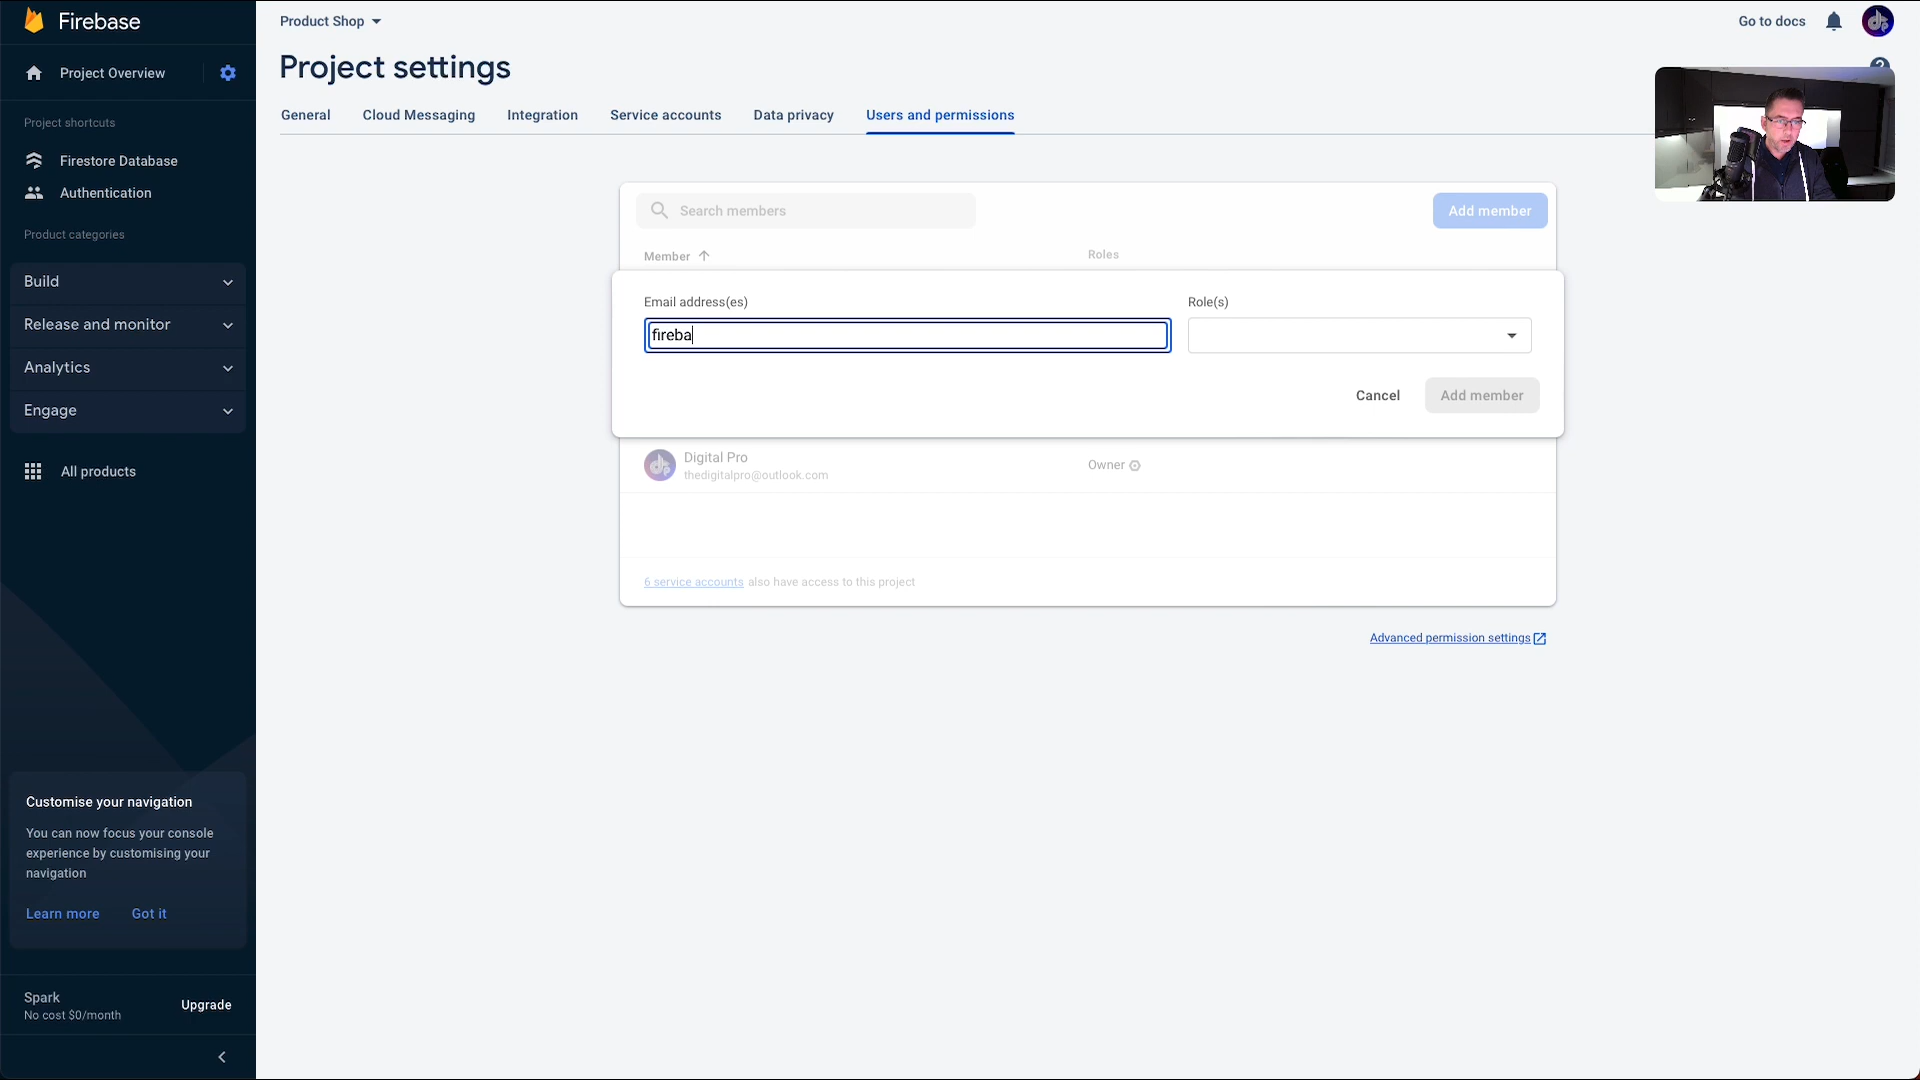 Firebase
Product Shop
Go to docs
Project Overview
Project settings
General
Cloud Messaging
Integration
Service accounts
Data privacy
Users and permissions
Project shortcuts
Firestore Database
Authentication
Product categories
Build
Release and monitor
Analytics
Engage
All products
Search members
Add member
Member
Roles
Email address(es)
Role(s)
fireba
Cancel
Add member
Digital Pro
thedigitalpro@outlook.com
Owner
6 service accounts also have access to this project
Advanced permission settings
Customise your navigation
You can now focus your console
experience by customising your
navigation
Learn more
Got it
Spark
No cost $0/month
Upgrade